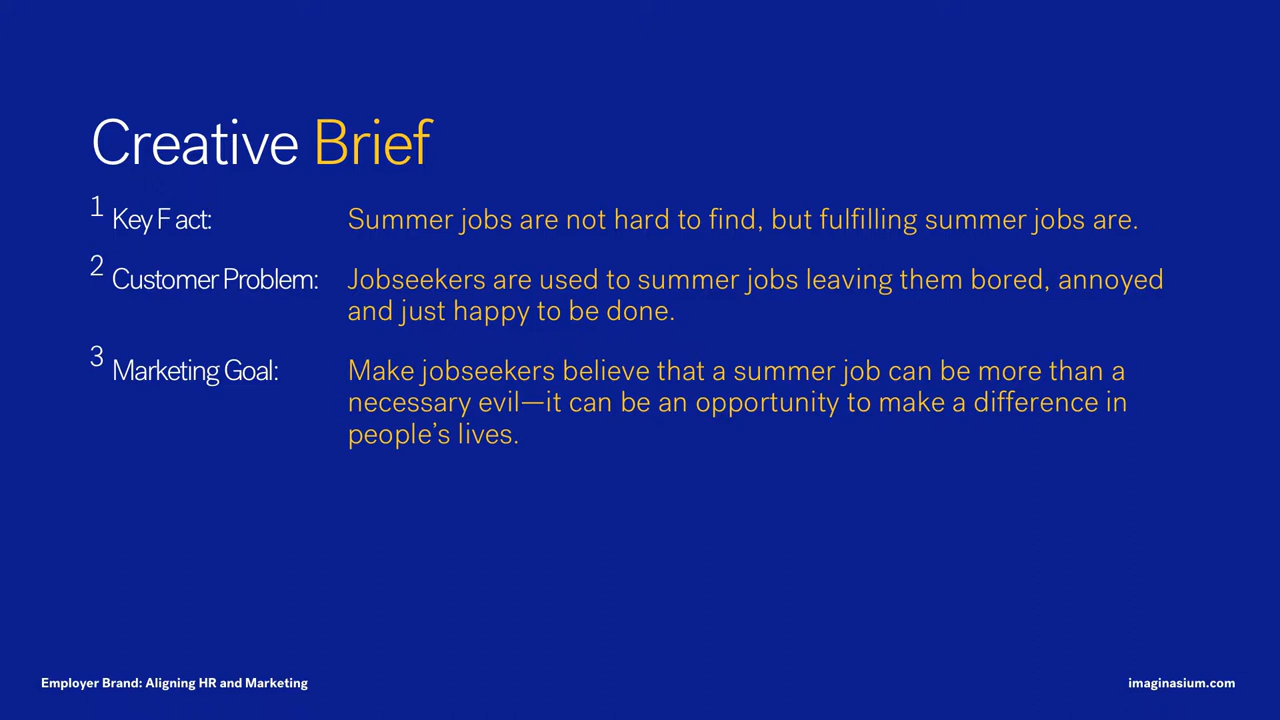 Creative Brief
1 Key Fact: Summer jobs are not hard to find, but fulfilling summer jobs are.
2 Customer Problem: Jobseekers are used to summer jobs leaving them bored, annoyed
and just happy to be done.
3 Marketing Goal: Make jobseekers believe that a summer job can be more than a
necessary evil—it can be an opportunity to make a difference in
people’s lives.
Employer Brand: Aligning HR and Marketing
imaginasium.com